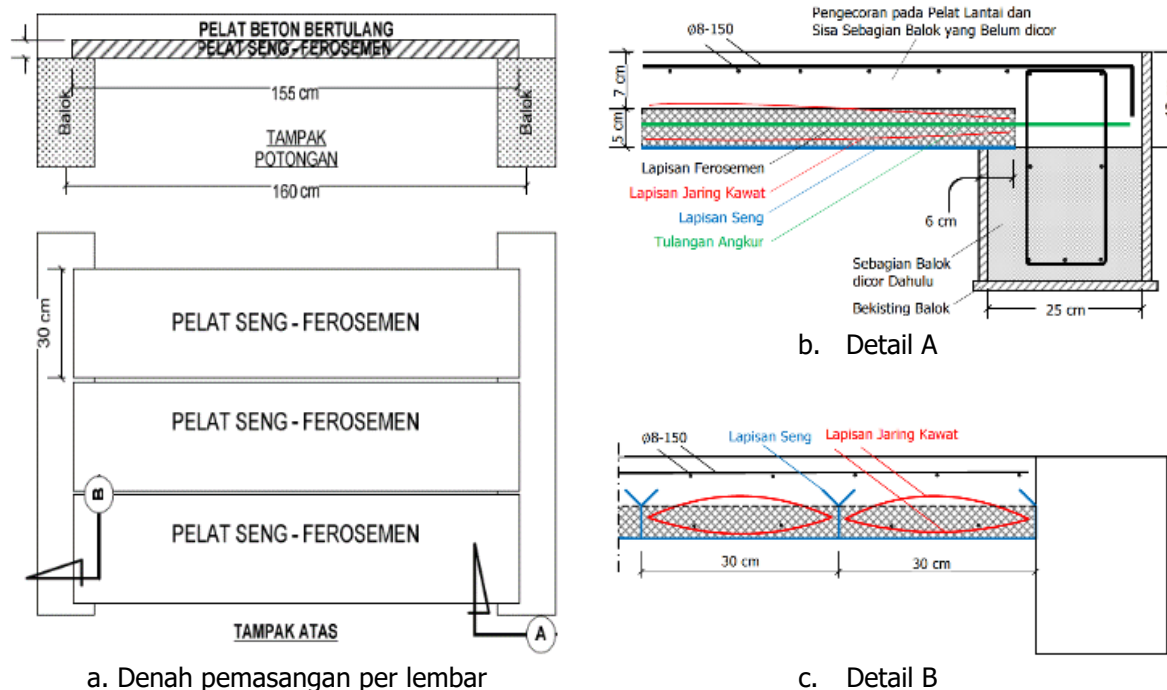 PELAT BETON BERTULANG
PELAT SENG - FEROSEMEN
Balok
155 cm
Balok
TAMPAK
POTONGAN
160 cm
30 cm
PELAT SENG - FEROSEMEN
PELAT SENG - FEROSEMEN
PELAT SENG - FEROSEMEN
B
A
TAMPAK ATAS
a. Denah pemasangan per lembar
Pengecoran pada Pelat Lantai dan
Sisa Sebagian Balok yang Belum dicor
ø8-150
7 cm
5 cm
Lapisan Ferosemen
Lapisan Jaring Kawat
Lapisan Seng
Tulangan Angkur
6 cm
Sebagian Balok
dicor Dahulu
Bekisting Balok
25 cm
b. Detail A
ø8-150
Lapisan Seng
Lapisan Jaring Kawat
30 cm
30 cm
c. Detail B